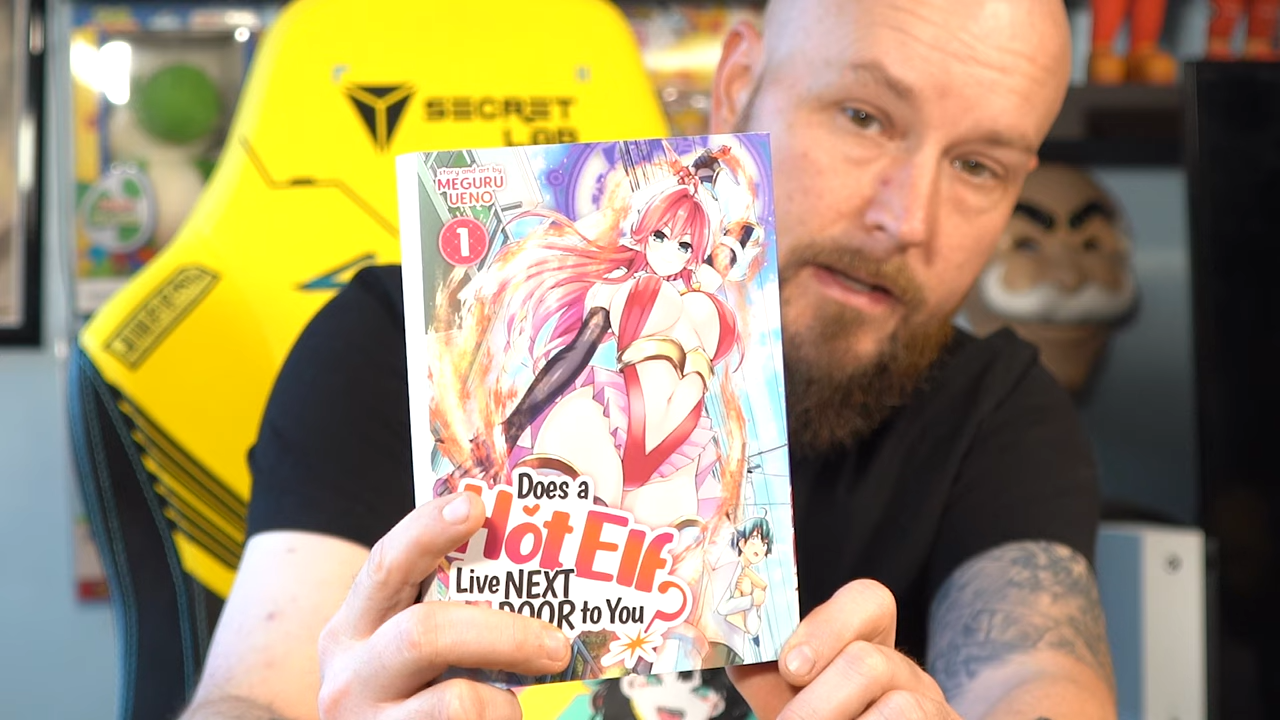 SECRET
LAB
story and art by
MEGURU
UENO
1
Does a
Hot Elf
Live NEXT
DOOR to You
?